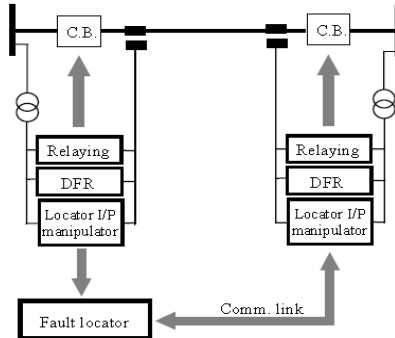 C.B.
C.B.
Relaying
DFR
Locator I/P
manipulator
Relaying
DFR
Locator I/P
manipulator
Comm. link
Fault locator